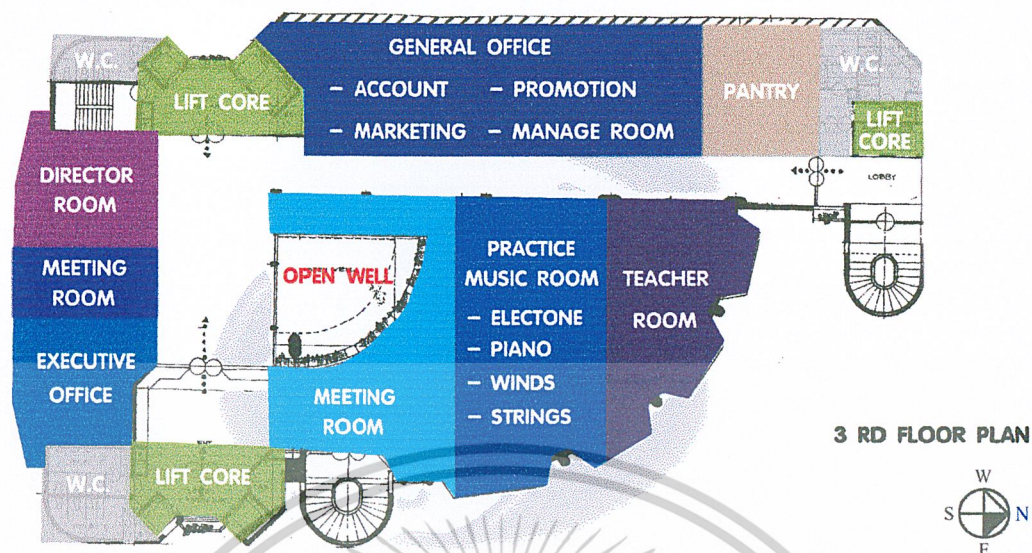 GENERAL OFFICE
– ACCOUNT – PROMOTION
– MARKETING – MANAGE ROOM
W.C.
LIFT CORE
PANTRY
W.C.
LIFT
CORE
LOBBY
DIRECTOR
ROOM
MEETING
ROOM
EXECUTIVE
OFFICE
OPEN WELL
PRACTICE
MUSIC ROOM
– ELECTONE
– PIANO
– WINDS
– STRINGS
TEACHER
ROOM
MEETING
ROOM
W.C.
LIFT CORE
3 RD FLOOR PLAN
W
S N
E